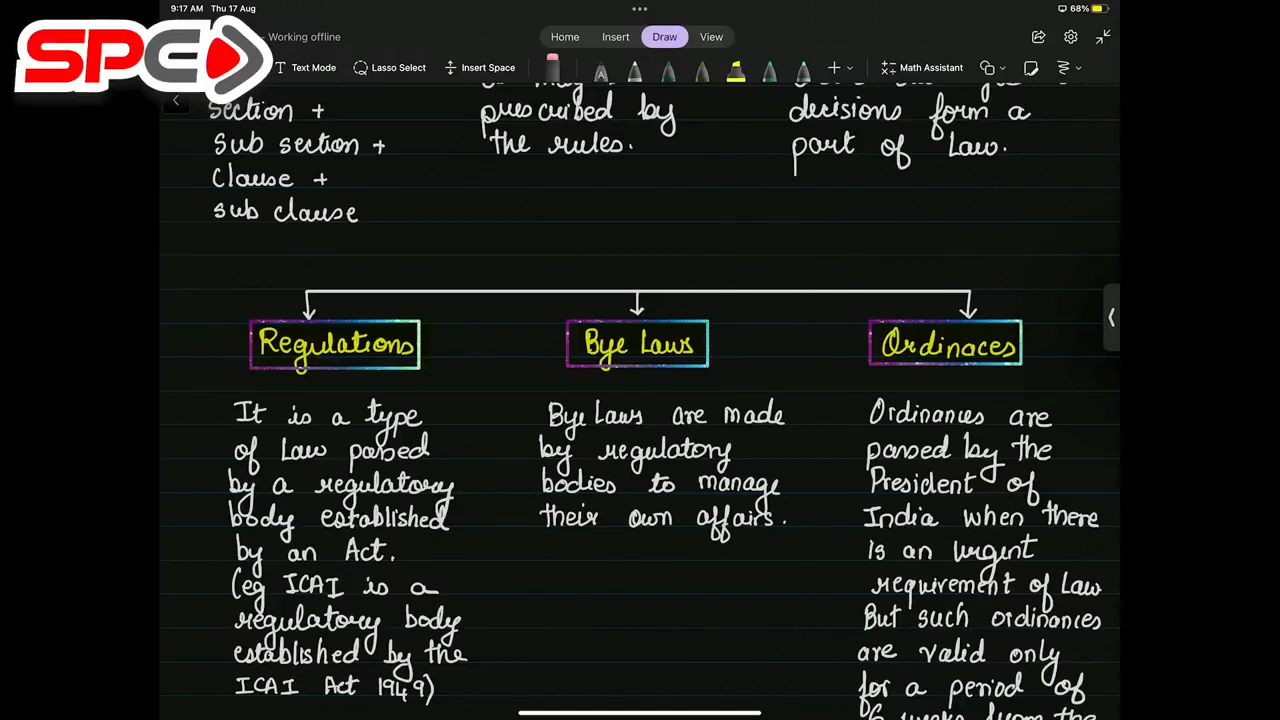 9:17 AM Thu 17 Aug
68%
SPC
Working offline
Home Insert Draw View
Text Mode Lasso Select Insert Space Math Assistant
section +
sub section +
clause +
sub clause
prescribed by
the rules.
decisions form a
part of Law.
Regulations
Bye Laws
Ordinaces
It is a type
of Law passed
by a regulatory
body established
by an Act.
(eg ICAI is a
regulatory body
established by the
ICAI Act 1949)
Bye Laws are made
by regulatory
bodies to manage
their own affairs.
Ordinances are
passed by the
President of
India when there
is an urgent
requirement of Law
But such ordinances
are valid only
for a period of
6 weeks from the